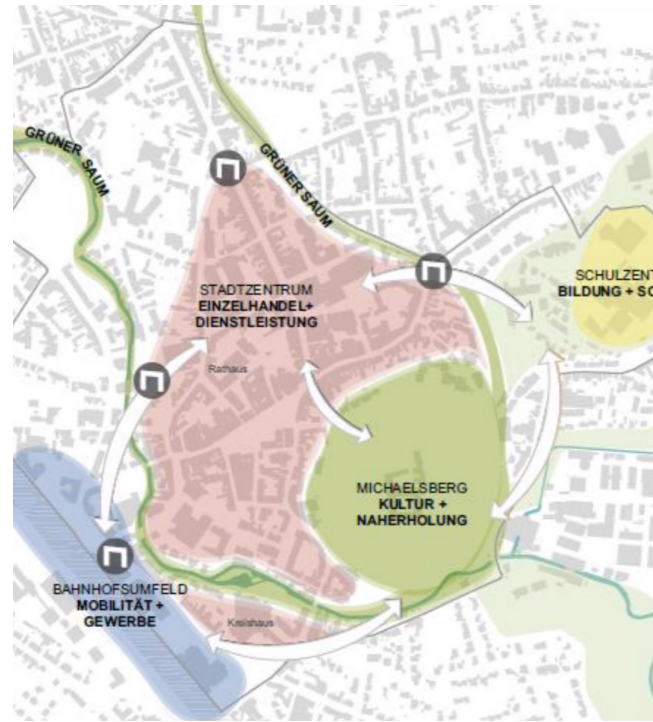 GRÜNER SAUM
GRÜNER SAUM
STADTZENTRUM
EINZELHANDEL+
DIENSTLEISTUNG
Rathaus
SCHULZENT
BILDUNG + SC
MICHAELSBERG
KULTUR +
NAHERHOLUNG
BAHNHOFSUMFELD
MOBILITÄT +
GEWERBE
Kreishaus